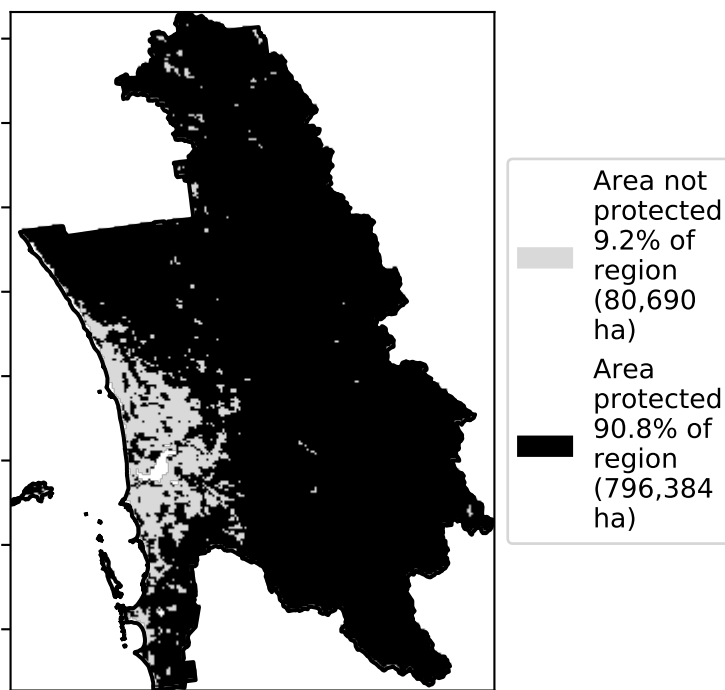 Area not
protected
9.2% of
region
(80,690
ha)
Area
protected
90.8% of
region
(796,384
ha)